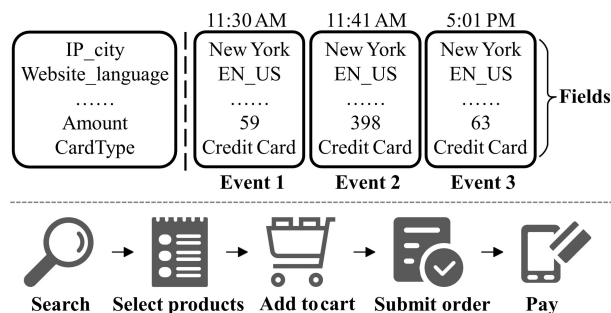 11:30 AM 11:41 AM 5:01 PM
IP_city New York New York New York
Website_language EN_US EN_US EN_US
...... ...... ...... ......
Amount 59 398 63
CardType Credit Card Credit Card Credit Card
Fields
Event 1 Event 2 Event 3
Search Select products Add to cart Submit order Pay